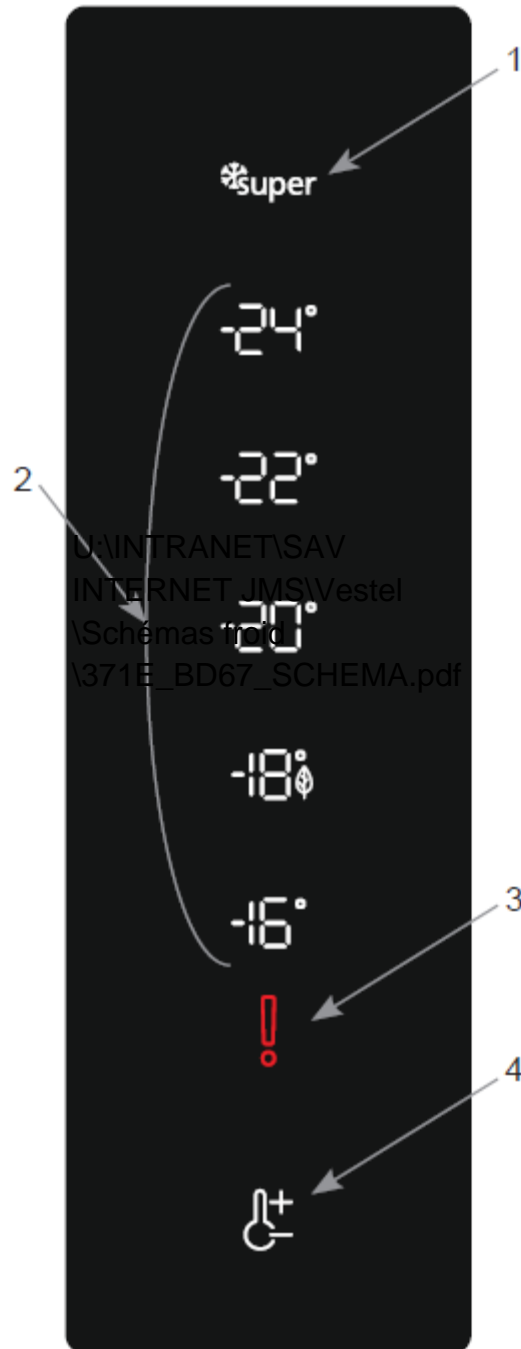 1
super
-24°
-22°
2
U:\INTRANET\SAV
INTERNET JMS\Vestel
-20°
\Schémas froid
\371E_BD67_SCHEMA.pdf
-18°
-16°
3
!
4
+
-